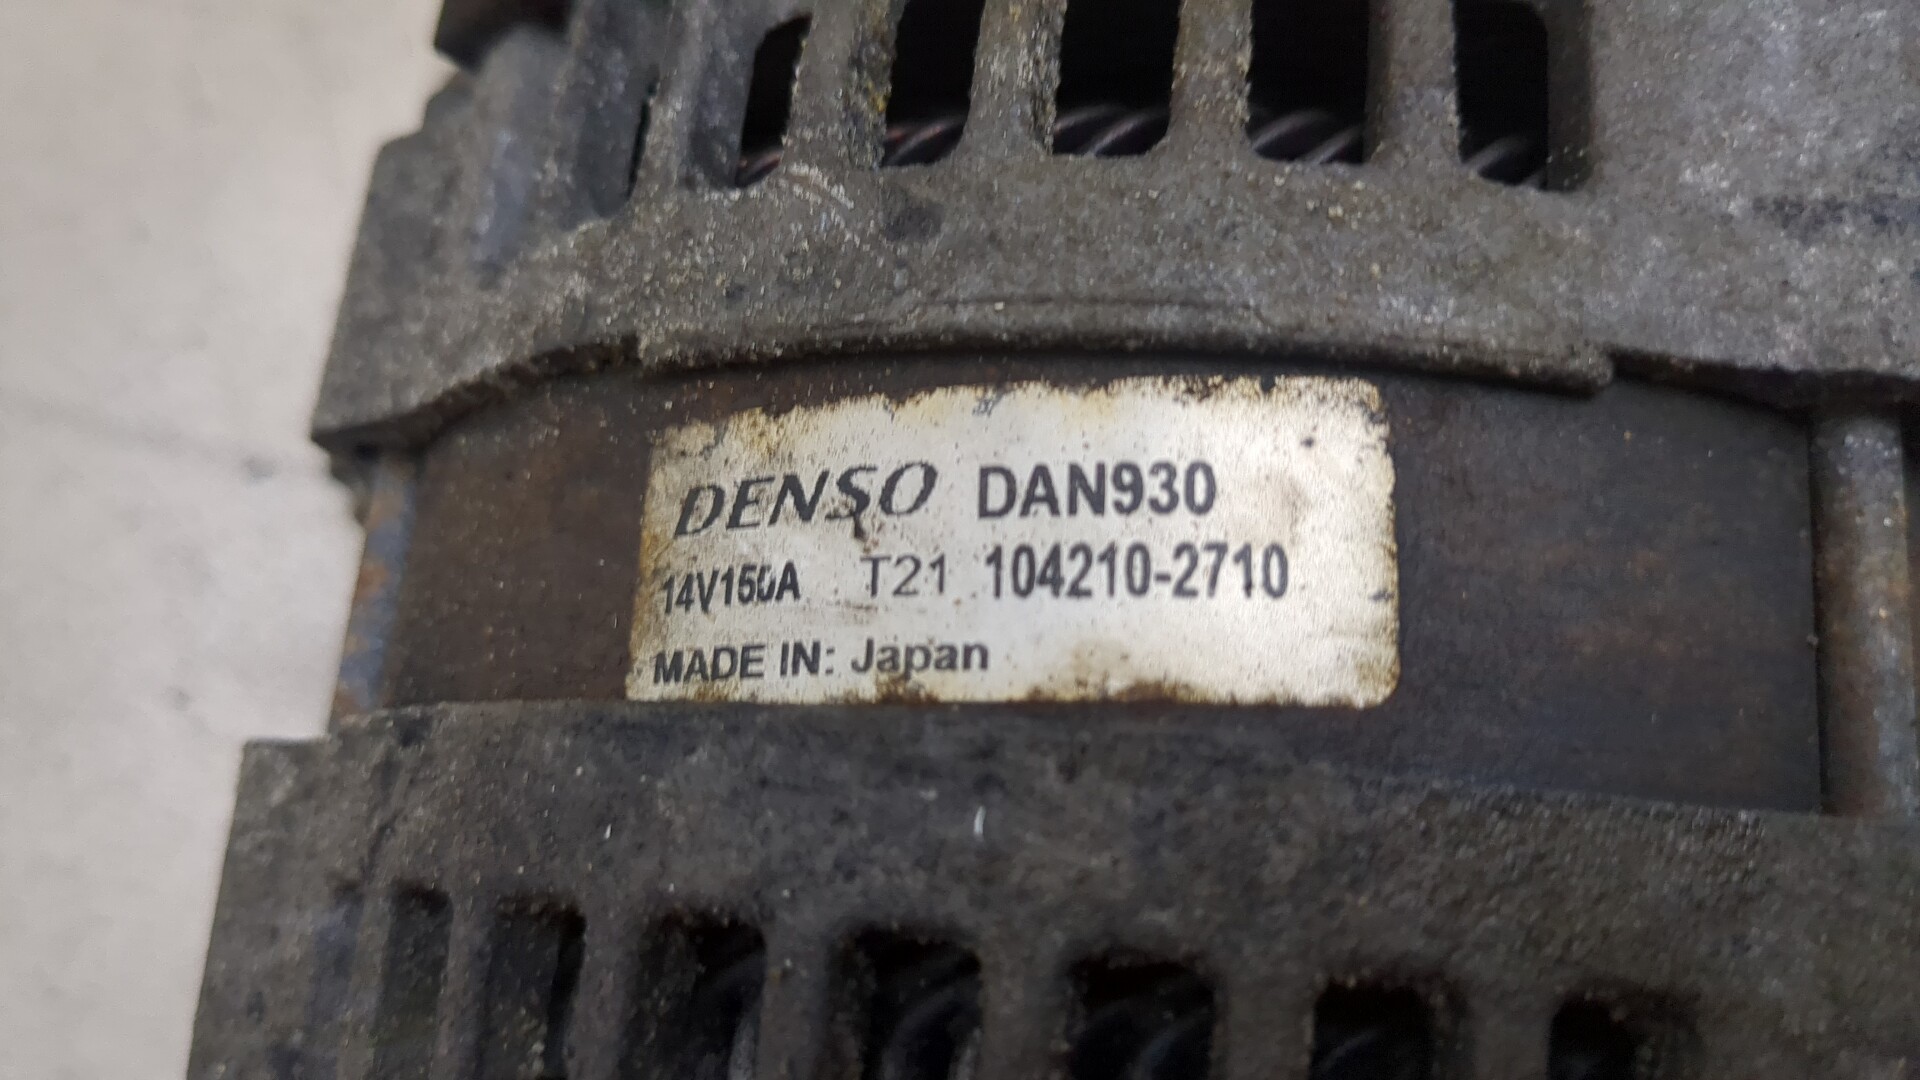 DENSO DAN930
14V150A T21 104210-2710
MADE IN: Japan